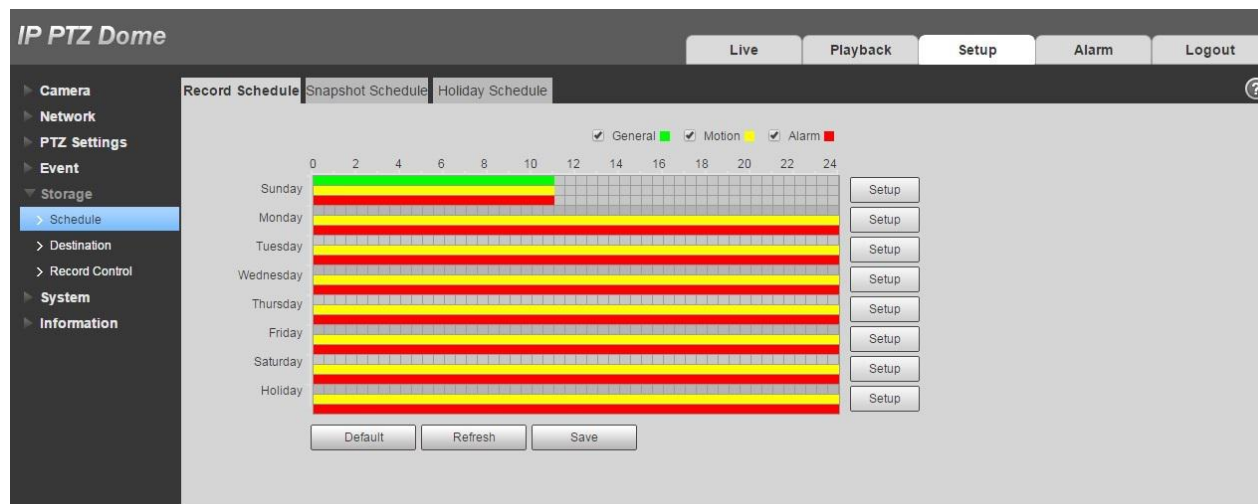 IP PTZ Dome
Live Playback Setup Alarm Logout
Camera
Network
PTZ Settings
Event
Storage
Schedule
Destination
Record Control
System
Information
Record Schedule Snapshot Schedule Holiday Schedule
?
General Motion Alarm
0 2 4 6 8 10 12 14 16 18 20 22 24
Sunday Setup
Monday Setup
Tuesday Setup
Wednesday Setup
Thursday Setup
Friday Setup
Saturday Setup
Holiday Setup
Default Refresh Save